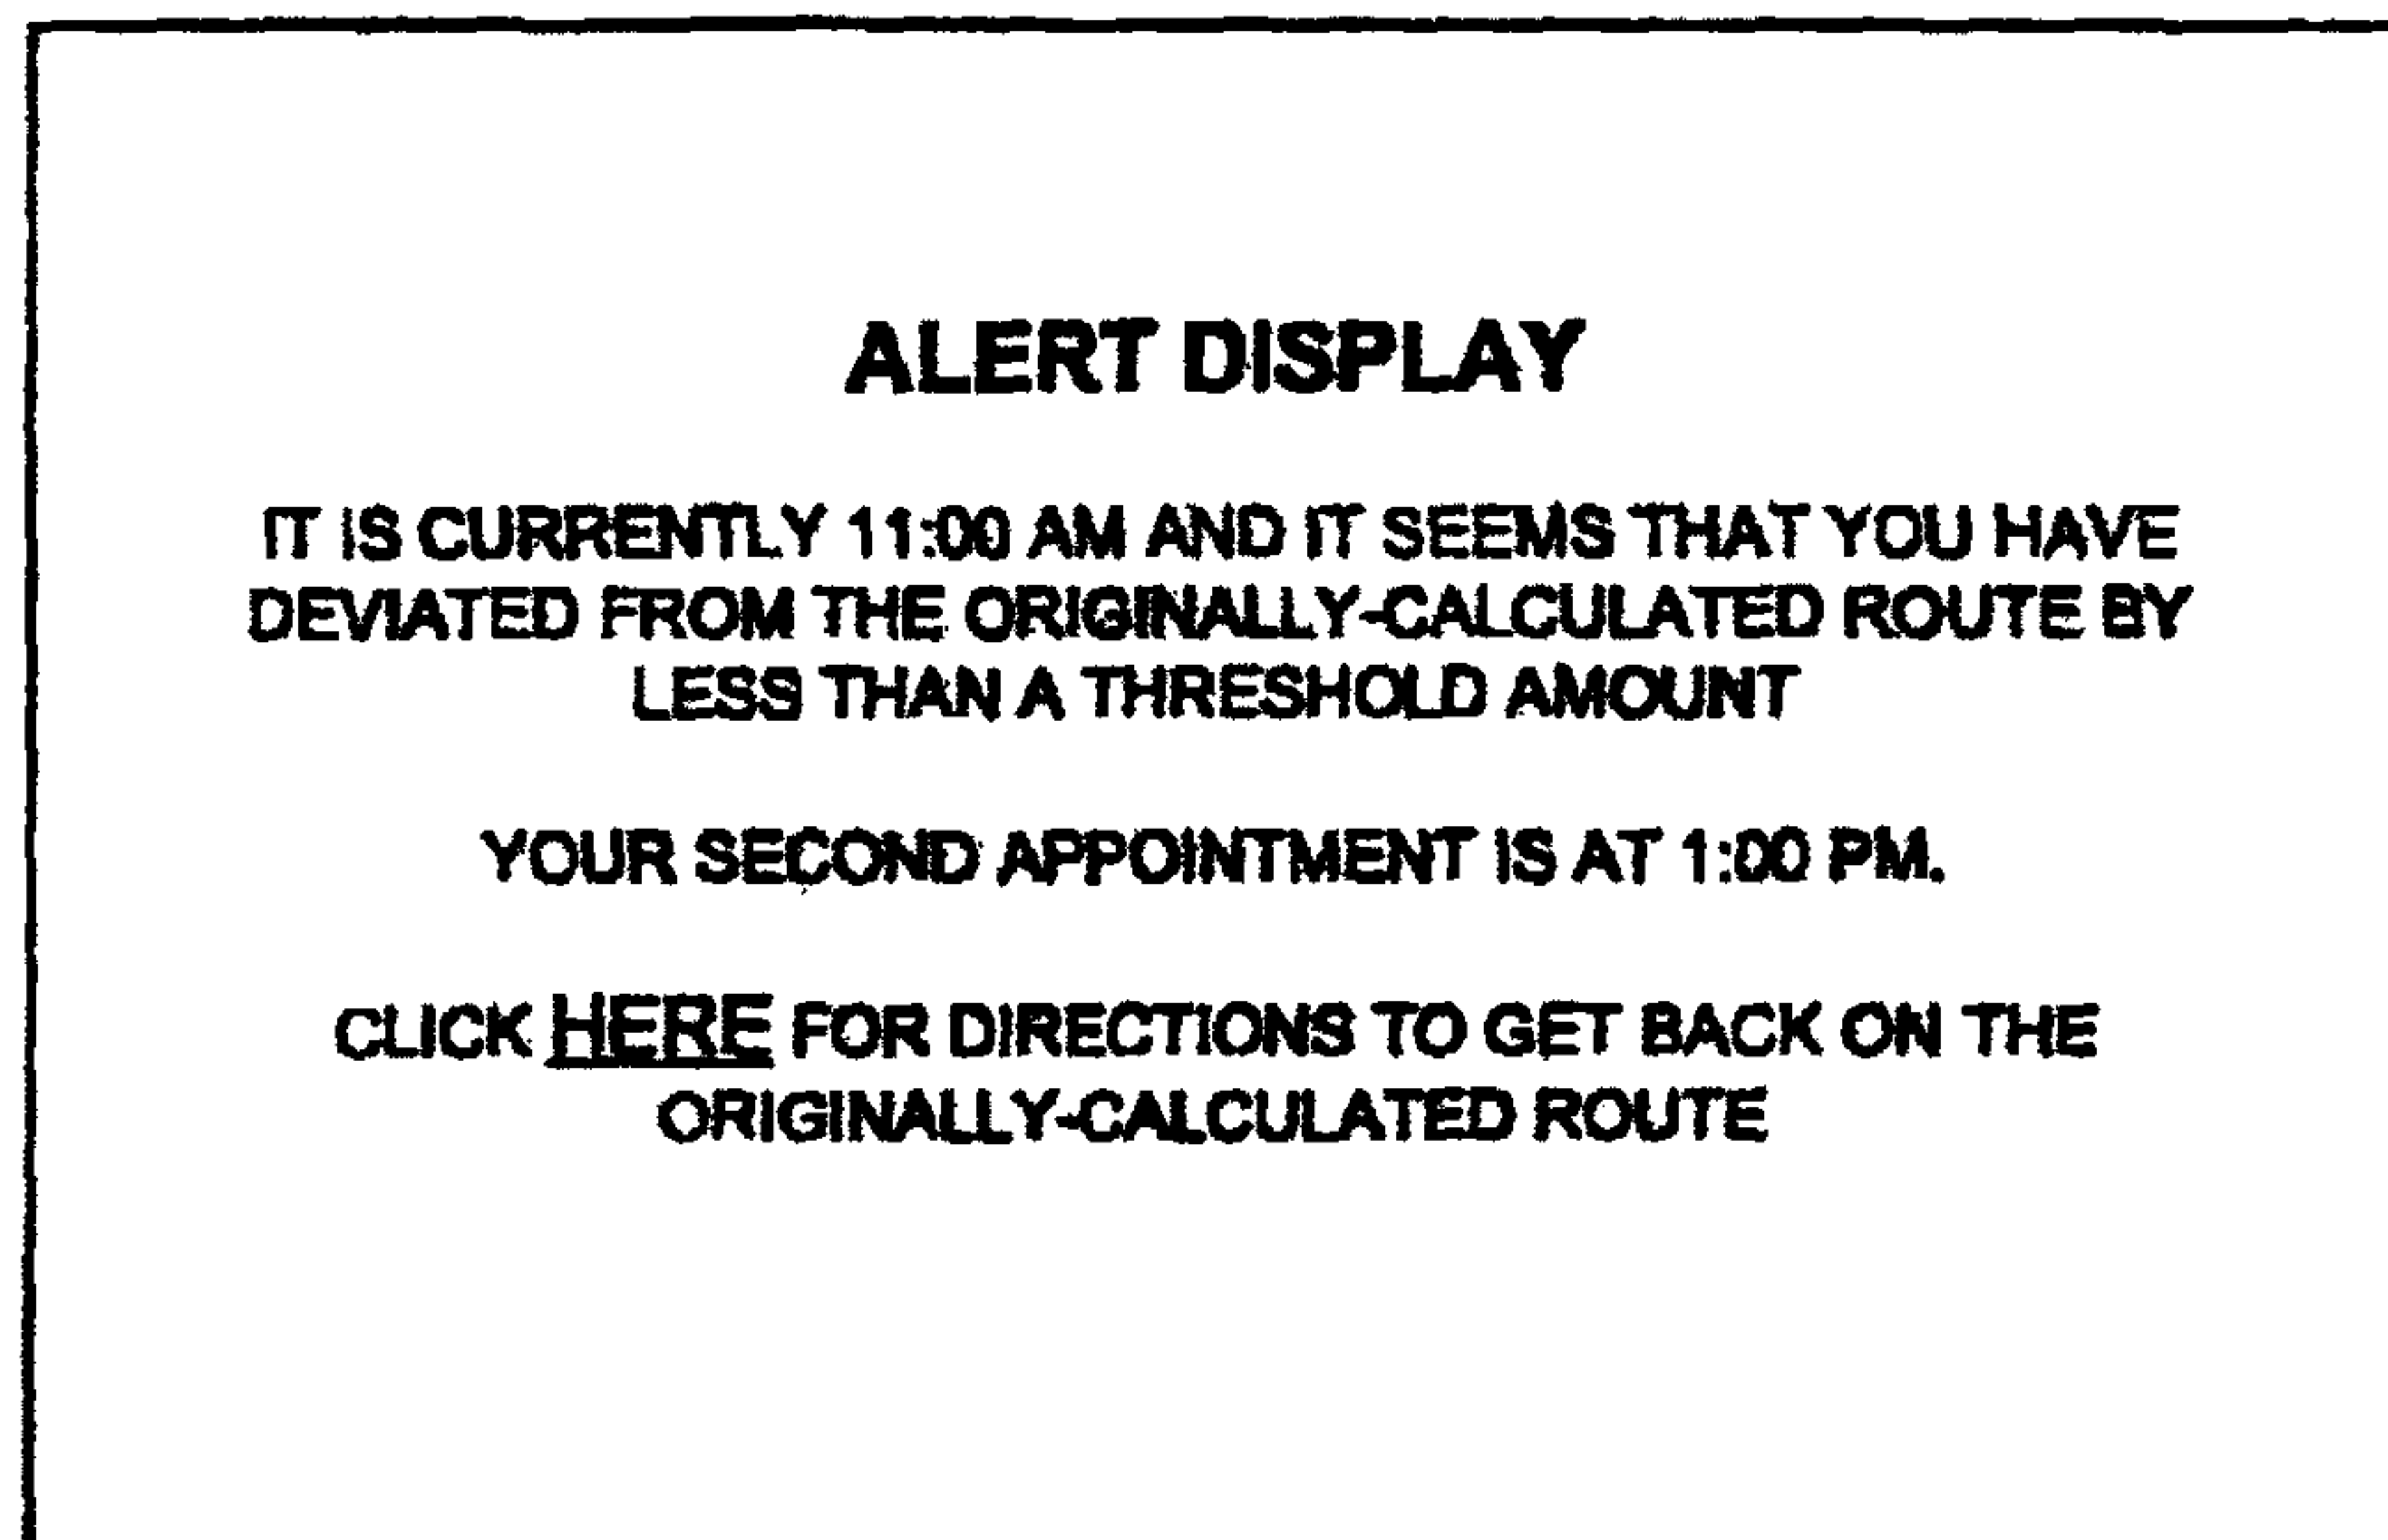 ALERT DISPLAY
IT IS CURRENTLY 11:00 AM AND IT SEEMS THAT YOU HAVE
DEVIATED FROM THE ORIGINALLY-CALCULATED ROUTE BY
LESS THAN A THRESHOLD AMOUNT
YOUR SECOND APPOINTMENT IS AT 1:00 PM.
CLICK HERE FOR DIRECTIONS TO GET BACK ON THE
ORIGINALLY-CALCULATED ROUTE